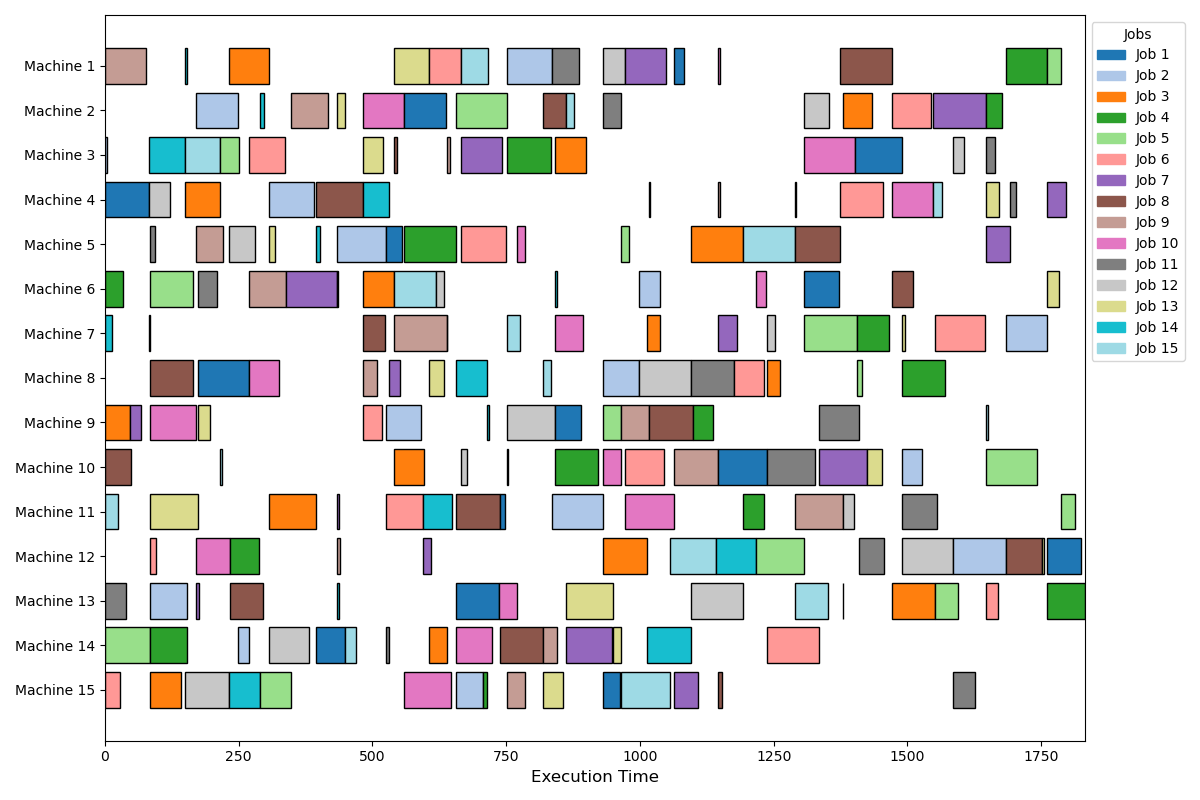 Machine 1
Machine 2
Machine 3
Machine 4
Machine 5
Machine 6
Machine 7
Machine 8
Machine 9
Machine 10
Machine 11
Machine 12
Machine 13
Machine 14
Machine 15
0 250 500 750 1000 1250 1500 1750
Execution Time
Jobs
Job 1
Job 2
Job 3
Job 4
Job 5
Job 6
Job 7
Job 8
Job 9
Job 10
Job 11
Job 12
Job 13
Job 14
Job 15